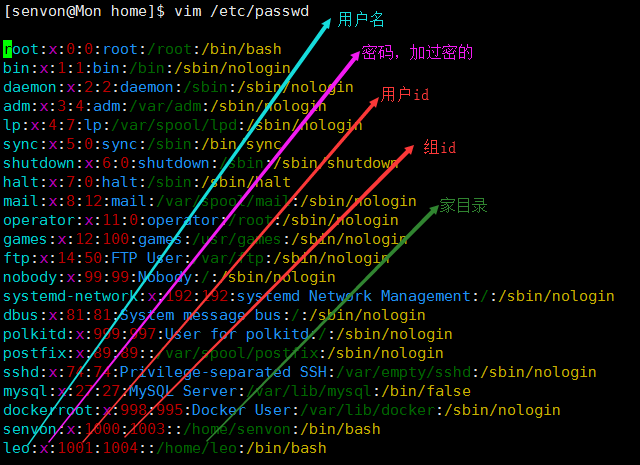 [senvon@Mon home]$ vim /etc/passwd
用户名
root:x:0:0:root:/root:/bin/bash
密码，加过密的
bin:x:1:1:bin:/bin:/sbin/nologin
daemon:x:2:2:daemon:/sbin:/sbin/nologin
用户id
adm:x:3:4:adm:/var/adm:/sbin/nologin
lp:x:4:7:lp:/var/spool/lpd:/sbin/nologin
sync:x:5:0:sync:/sbin:/bin/sync
组id
shutdown:x:6:0:shutdown:/sbin:/sbin/shutdown
halt:x:7:0:halt:/sbin:/sbin/halt
mail:x:8:12:mail:/var/spool/mail:/sbin/nologin
家目录
operator:x:11:0:operator:/root:/sbin/nologin
games:x:12:100:games:/usr/games:/sbin/nologin
ftp:x:14:50:FTP User:/var/ftp:/sbin/nologin
nobody:x:99:99:Nobody:/:/sbin/nologin
systemd-network:x:192:192:systemd Network Management:/:/sbin/nologin
dbus:x:81:81:System message bus:/:/sbin/nologin
polkitd:x:999:997:User for polkitd:/:/sbin/nologin
postfix:x:89:89::/var/spool/postfix:/sbin/nologin
sshd:x:74:74:Privilege-separated SSH:/var/empty/sshd:/sbin/nologin
mysql:x:27:27:MySQL Server:/var/lib/mysql:/bin/false
dockerroot:x:998:995:Docker User:/var/lib/docker:/sbin/nologin
senvon:x:1000:1003::/home/senvon:/bin/bash
leo:x:1001:1004::/home/leo:/bin/bash